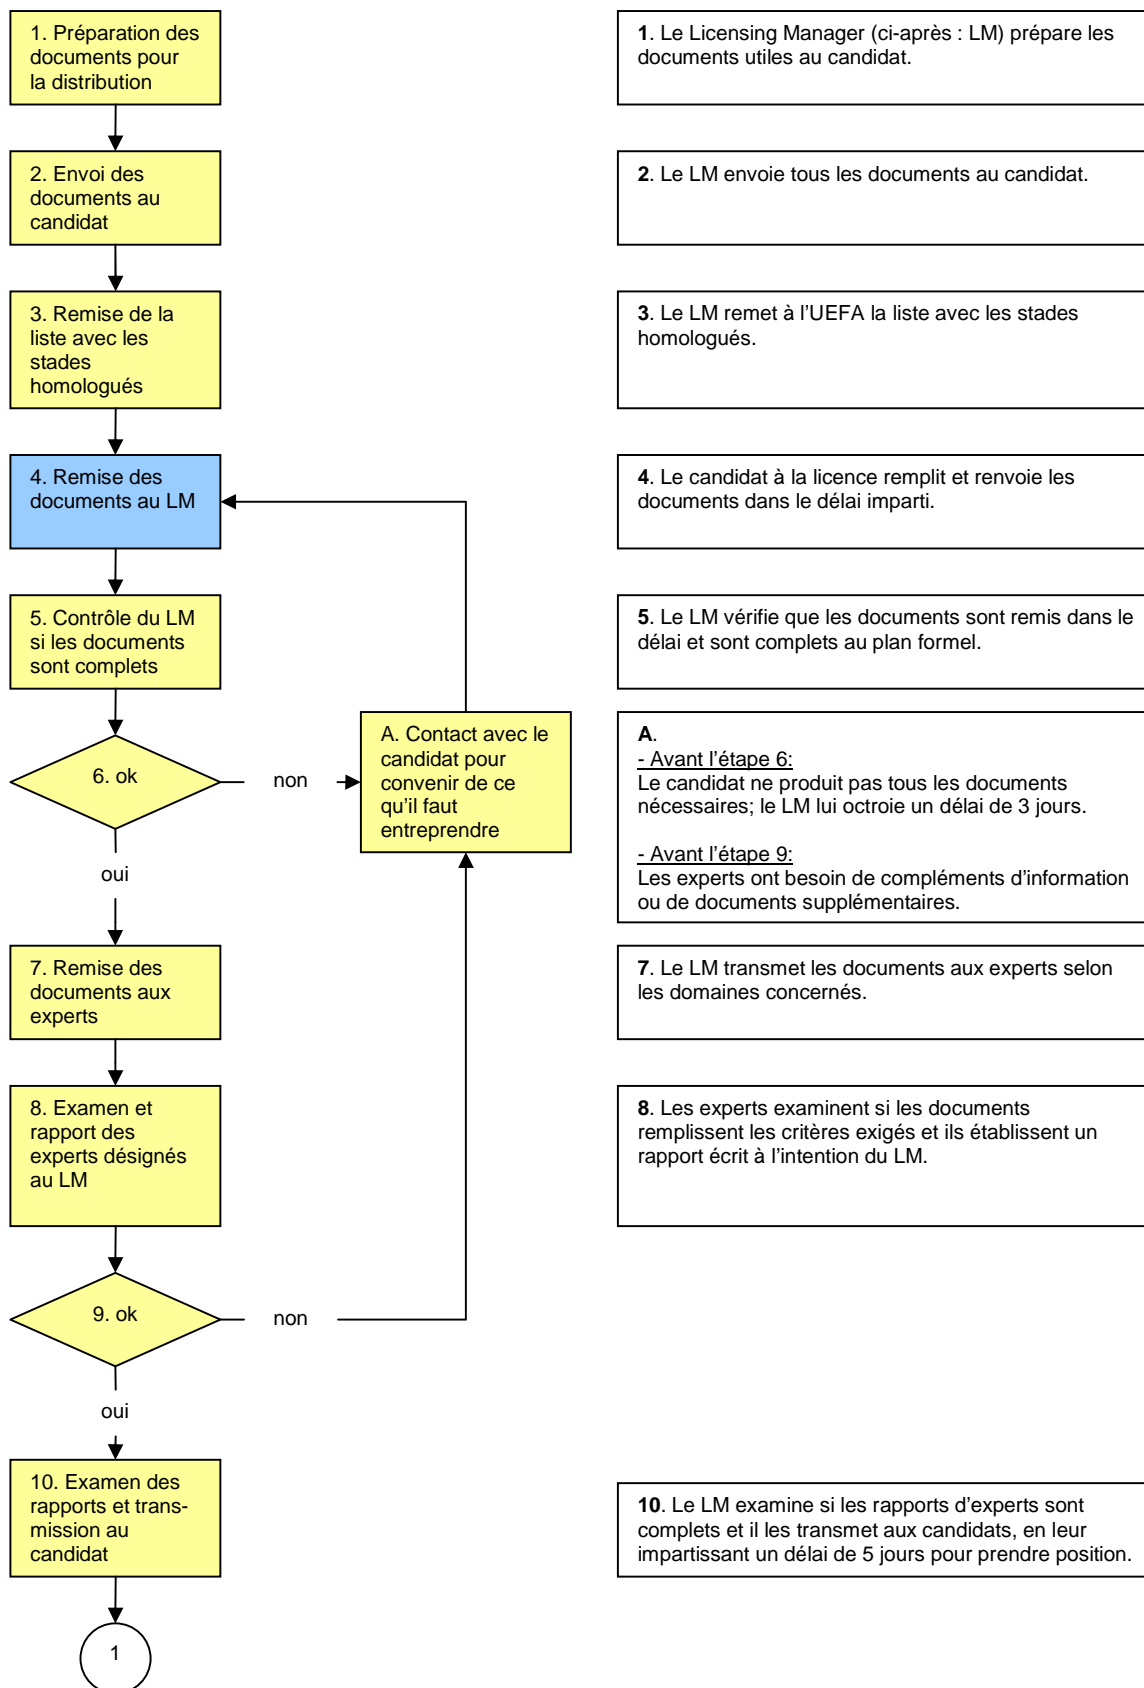 1. Préparation des
documents pour
la distribution
1. Le Licensing Manager (ci-après : LM) prépare les
documents utiles au candidat.
2. Envoi des
documents au
candidat
2. Le LM envoie tous les documents au candidat.
3. Remise de la
liste avec les
stades
homologués
3. Le LM remet à l’UEFA la liste avec les stades
homologués.
4. Remise des
documents au LM
4. Le candidat à la licence remplit et renvoie les
documents dans le délai imparti.
5. Contrôle du LM
si les documents
sont complets
5. Le LM vérifie que les documents sont remis dans le
délai et sont complets au plan formel.
6. ok
non
oui
A. Contact avec le
candidat pour
convenir de ce
qu’il faut
entreprendre
A.
- Avant l’étape 6:
Le candidat ne produit pas tous les documents
nécessaires; le LM lui octroie un délai de 3 jours.
- Avant l’étape 9:
Les experts ont besoin de compléments d’information
ou de documents supplémentaires.
7. Remise des
documents aux
experts
7. Le LM transmet les documents aux experts selon
les domaines concernés.
8. Examen et
rapport des
experts désignés
au LM
8. Les experts examinent si les documents
remplissent les critères exigés et ils établissent un
rapport écrit à l’intention du LM.
9. ok
non
oui
10. Examen des
rapports et trans-
mission au
candidat
10. Le LM examine si les rapports d’experts sont
complets et il les transmet aux candidats, en leur
impartissant un délai de 5 jours pour prendre position.
1